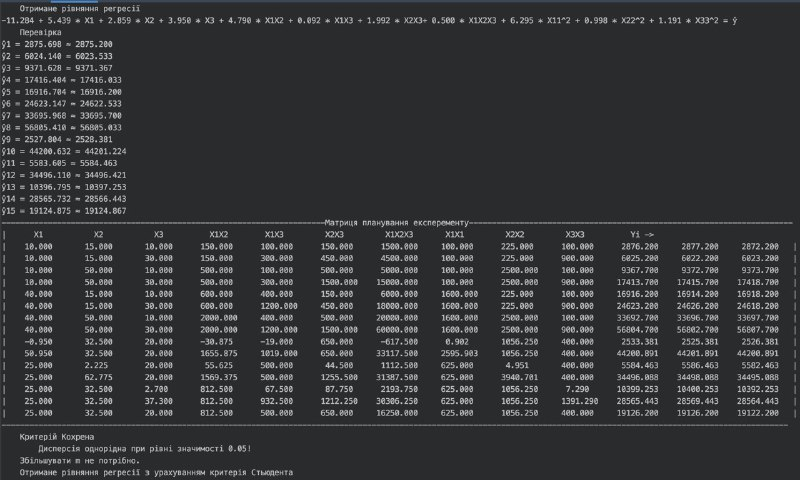 Отримане рівняння регресії
-11.284 + 5.439 * X1 + 2.859 * X2 + 3.950 * X3 + 4.790 * X1X2 + 0.092 * X1X3 + 1.992 * X2X3+ 0.500 * X1X2X3 + 6.295 * X11^2 + 0.998 * X22^2 + 1.191 * X33^2 = ŷ
Перевірка
ŷ1 = 2875.698 ≈ 2875.200
ŷ2 = 6024.140 ≈ 6023.533
ŷ3 = 9371.628 ≈ 9371.367
ŷ4 = 17416.404 ≈ 17416.033
ŷ5 = 16916.704 ≈ 16916.200
ŷ6 = 24623.147 ≈ 24622.533
ŷ7 = 33695.968 ≈ 33695.700
ŷ8 = 56805.410 ≈ 56805.033
ŷ9 = 2527.804 ≈ 2528.381
ŷ10 = 44200.632 ≈ 44201.224
ŷ11 = 5583.605 ≈ 5584.463
ŷ12 = 34496.110 ≈ 34496.421
ŷ13 = 10396.795 ≈ 10397.253
ŷ14 = 28565.732 ≈ 28566.443
ŷ15 = 19124.875 ≈ 19124.867
Матриця планування експеременту
| X1 X2 X3 X1X2 X1X3 X2X3 X1X2X3 X1X1 X2X2 X3X3 Yi ->
| 10.000 15.000 10.000 150.000 100.000 150.000 1500.000 100.000 225.000 100.000 2876.200 2877.200 2872.200 |
| 10.000 15.000 30.000 150.000 300.000 450.000 4500.000 100.000 225.000 900.000 6025.200 6022.200 6023.200 |
| 10.000 50.000 10.000 500.000 100.000 500.000 5000.000 100.000 2500.000 100.000 9367.700 9372.700 9373.700 |
| 10.000 50.000 30.000 500.000 300.000 1500.000 15000.000 100.000 2500.000 900.000 17413.700 17415.700 17418.700 |
| 40.000 15.000 10.000 600.000 400.000 150.000 6000.000 1600.000 225.000 100.000 16916.200 16914.200 16918.200 |
| 40.000 15.000 30.000 600.000 1200.000 450.000 18000.000 1600.000 225.000 900.000 24623.200 24626.200 24618.200 |
| 40.000 50.000 10.000 2000.000 400.000 500.000 20000.000 1600.000 2500.000 100.000 33692.700 33696.700 33697.700 |
| 40.000 50.000 30.000 2000.000 1200.000 1500.000 60000.000 1600.000 2500.000 900.000 56804.700 56802.700 56807.700 |
| -0.950 32.500 20.000 -30.875 -19.000 650.000 -617.500 0.902 1056.250 400.000 2533.381 2525.381 2526.381 |
| 50.950 32.500 20.000 1655.875 1019.000 650.000 33117.500 2595.903 1056.250 400.000 44200.891 44201.891 44200.891 |
| 25.000 2.225 20.000 55.625 500.000 44.500 1112.500 625.000 4.951 400.000 5584.463 5586.463 5582.463 |
| 25.000 62.775 20.000 1569.375 500.000 1255.500 31387.500 625.000 3940.701 400.000 34496.088 34498.088 34495.088 |
| 25.000 32.500 2.700 812.500 67.500 87.750 2193.750 625.000 1056.250 7.290 10399.253 10400.253 10392.253 |
| 25.000 32.500 37.300 812.500 932.500 1212.250 30306.250 625.000 1056.250 1391.290 28565.443 28569.443 28564.443 |
| 25.000 32.500 20.000 812.500 500.000 650.000 16250.000 625.000 1056.250 400.000 19126.200 19126.200 19122.200 |
Критерій Кохрена
Дисперсія однорідна при рівні значимості 0.05!
Збільшувати m не потрібно.
Отримане рівняння регресії з урахуванням критерія Стьюдента